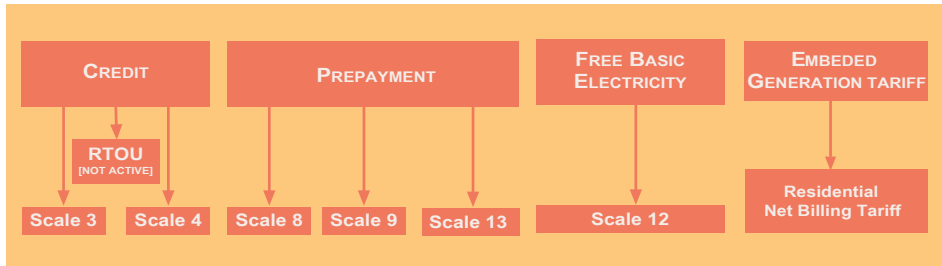 CREDIT
PREPAYMENT
FREE BASIC
ELECTRICITY
EMBEDED
GENERATION TARIFF
RTOU
[NOT ACTIVE]
Scale 3
Scale 4
Scale 8
Scale 9
Scale 13
Scale 12
Residential
Net Billing Tariff